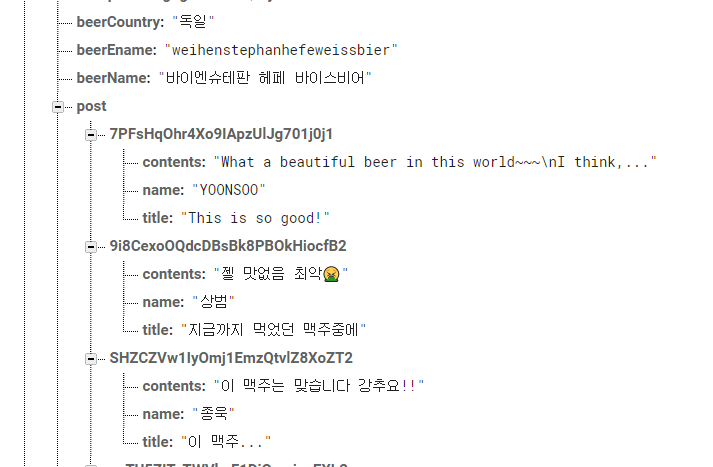 beerCountry: "독일"
beerEname: "weihenstephanhefeweissbier"
beerName: "바이엔슈테판 헤페 바이스비어"
post
7PFsHqOhr4Xo9IApzUlJg701j0j1
contents: "What a beautiful beer in this world~~~\nI think,..."
name: "YOONSOO"
title: "This is so good!"
9i8CexoOQdcDBsBk8PBOkHiocfB2
contents: "젤 맛없음 최악🤮"
name: "상범"
title: "지금까지 먹었던 맥주중에"
SHZCZVw1lyOmj1EmzQtvlZ8XoZT2
contents: "이 맥주는 맞습니다 강추요!!"
name: "종욱"
title: "이 맥주..."